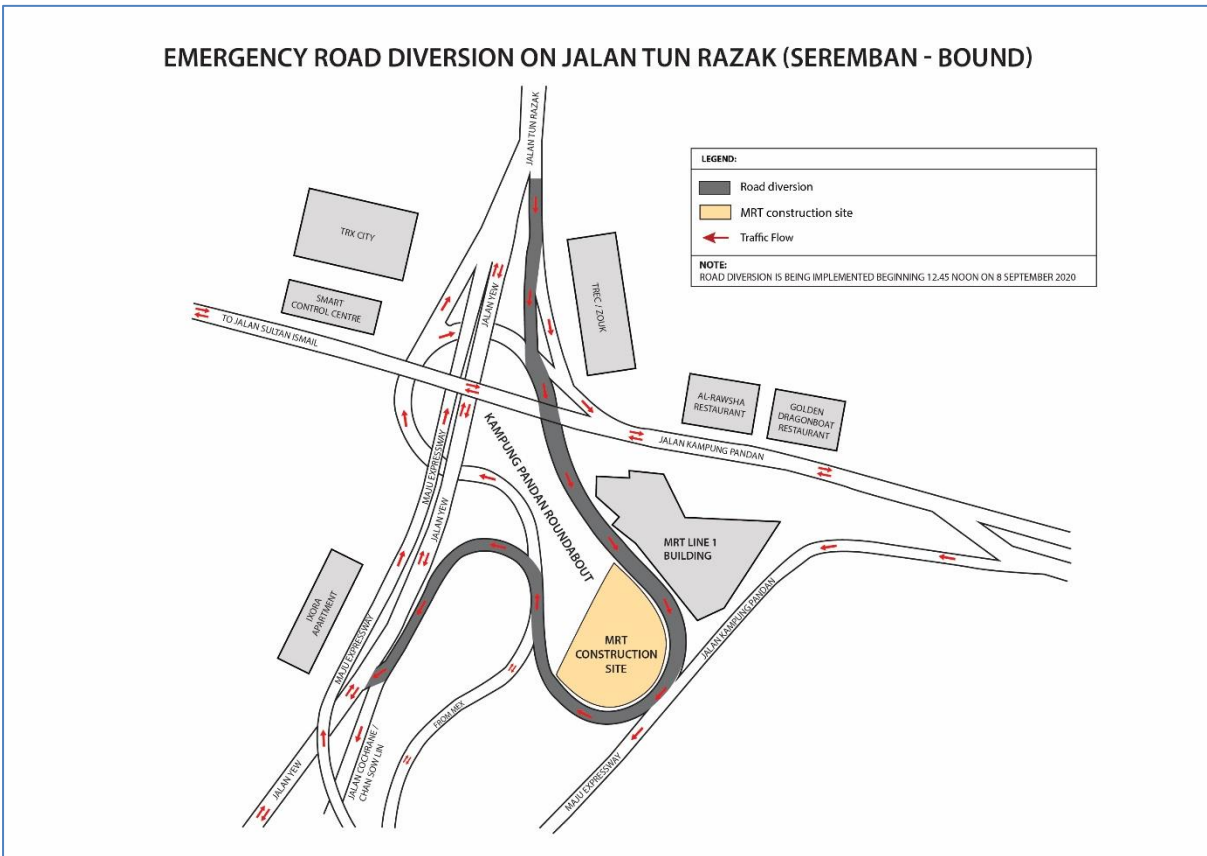 EMERGENCY ROAD DIVERSION ON JALAN TUN RAZAK (SEREMBAN - BOUND)
JALAN TUN RAZAK
LEGEND:
Road diversion
MRT construction site
Traffic Flow
NOTE:
ROAD DIVERSION IS BEING IMPLEMENTED BEGINNING 12.45 NOON ON 8 SEPTEMBER 2020
TRX CITY
SMART
CONTROL CENTRE
TO JALAN SULTAN ISMAIL
JALAN YEW
TREC / ZOUK
AL-RAWSHA
RESTAURANT
GOLDEN
DRAGONBOAT
RESTAURANT
JALAN KAMPUNG PANDAN
MAJU EXPRESSWAY
JALAN YEW
KAMPUNG PANDAN ROUNDABOUT
MRT LINE 1
BUILDING
IXORA
APARTMENT
MAJU EXPRESSWAY
MRT
CONSTRUCTION
SITE
JALAN KAMPUNG PANDAN
FROM MEX
JALAN YEW
JALAN COCHRANE /
CHAN SOW LIN
MAJU EXPRESSWAY